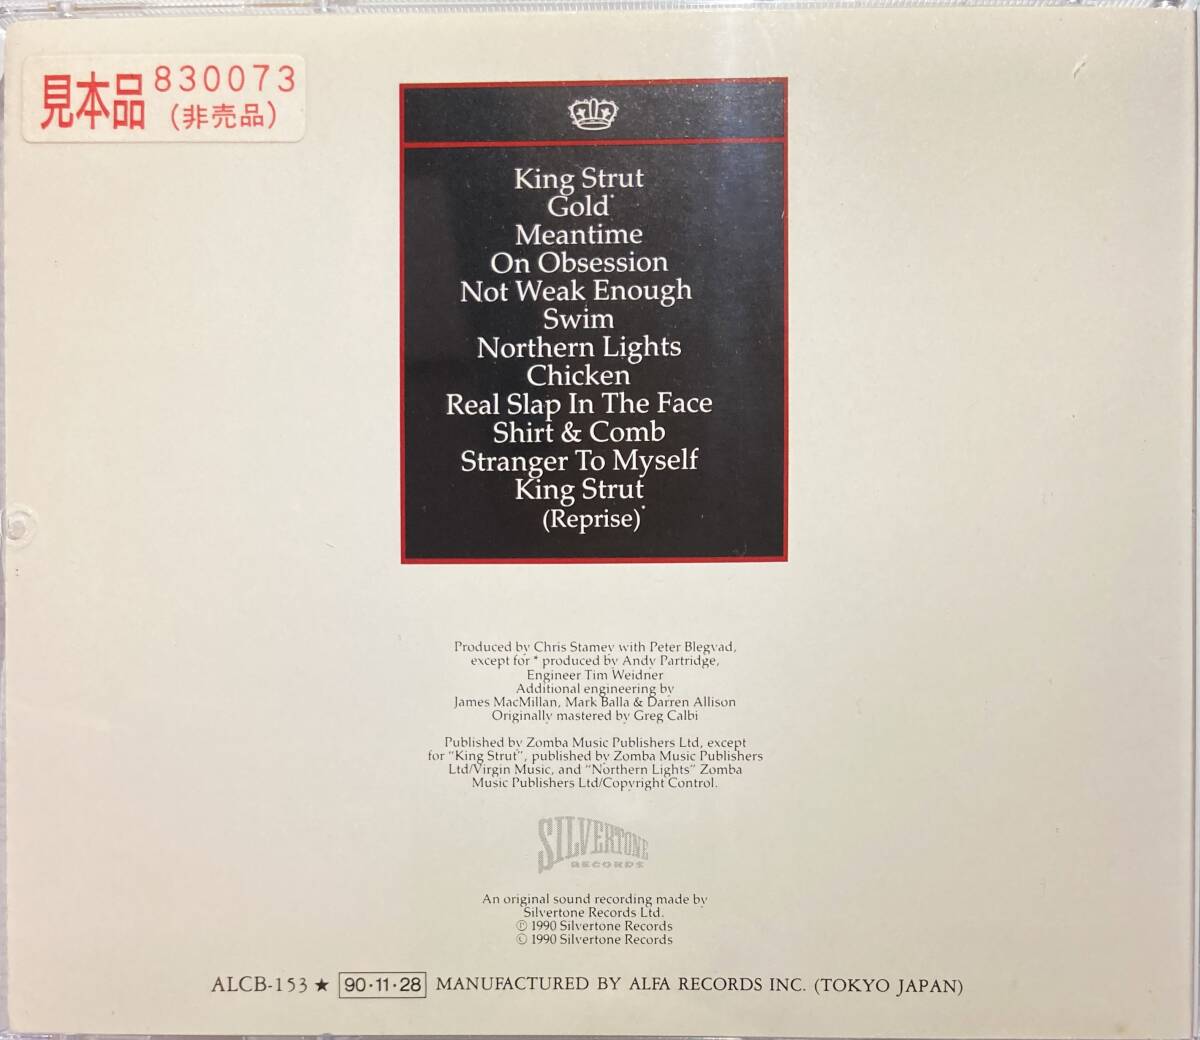 見本品 830073
(非売品)
King Strut
Gold*
Meantime
On Obsession
Not Weak Enough
Swim
Northern Lights
Chicken
Real Slap In The Face
Shirt & Comb
Stranger To Myself
King Strut
(Reprise)*
Produced by Chris Stamey with Peter Blegvad,
except for * produced by Andy Partridge,
Engineer Tim Weidner
Additional engineering by
James MacMillan, Mark Balla & Darren Allison
Originally mastered by Greg Calbi
Published by Zomba Music Publishers Ltd, except
for "King Strut", published by Zomba Music Publishers
Ltd/Virgin Music, and "Northern Lights" Zomba
Music Publishers Ltd/Copyright Control.
SILVERTONE
RECORDS
An original sound recording made by
Silvertone Records Ltd.
℗ 1990 Silvertone Records
© 1990 Silvertone Records
ALCB-153 ★ 90·11·28 MANUFACTURED BY ALFA RECORDS INC. (TOKYO JAPAN)